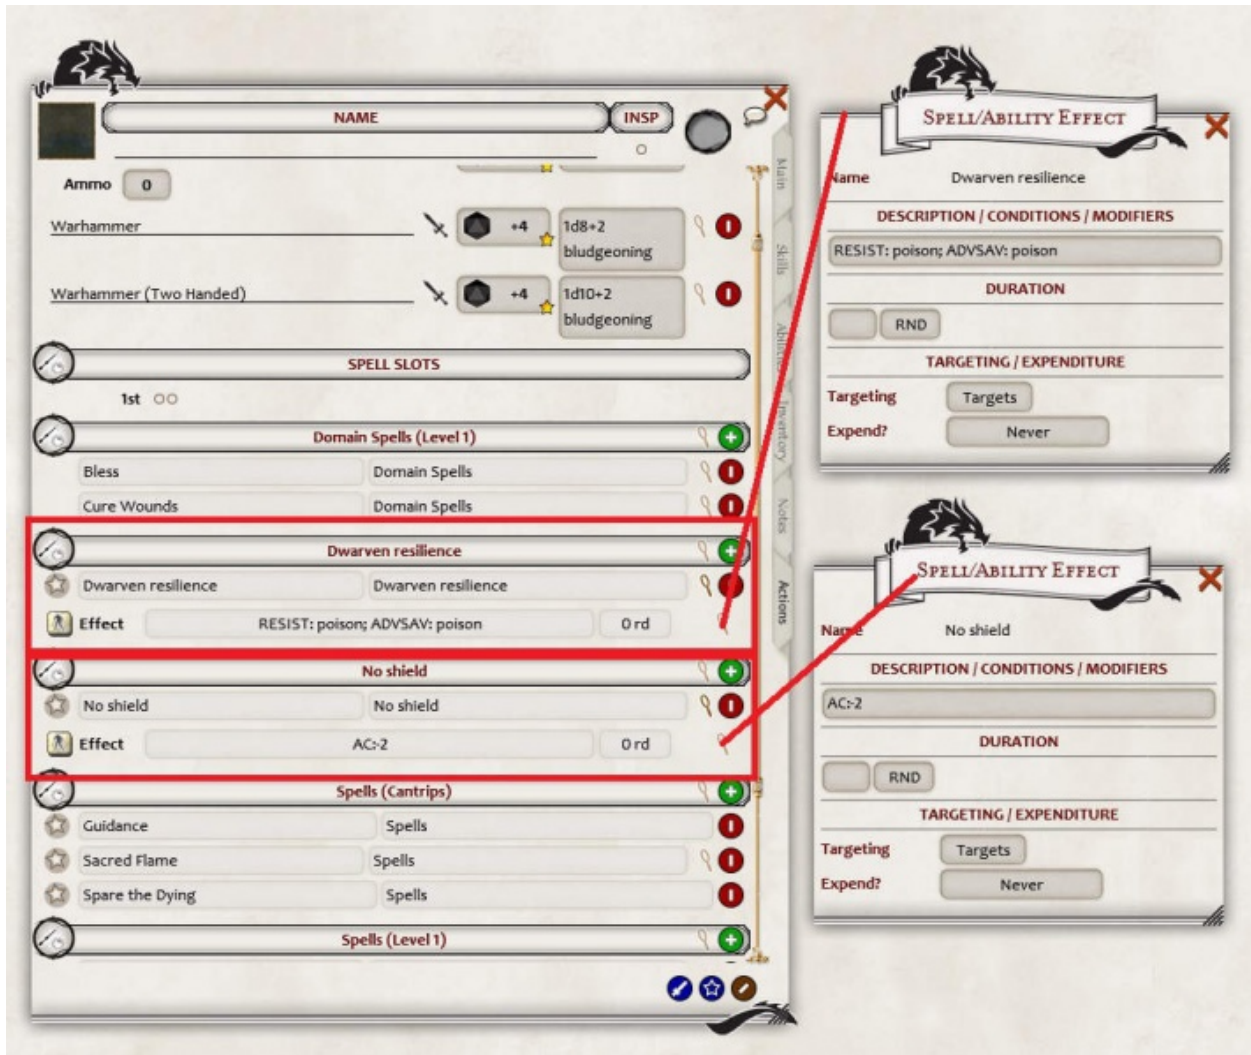 NAME
INSP
Ammo 0
Warhammer +4 1d8+2
bludgeoning
Warhammer (Two Handed) +4 1d10+2
bludgeoning
SPELL SLOTS
1st
Domain Spells (Level 1)
Bless Domain Spells
Cure Wounds Domain Spells
Dwarven resilience
Dwarven resilience Dwarven resilience
Effect RESIST: poison; ADVSAV: poison 0 rd
No shield
No shield No shield
Effect AC:-2 0 rd
Spells (Cantrips)
Guidance Spells
Sacred Flame Spells
Spare the Dying Spells
Spells (Level 1)
Main
Skills
Abilities
Inventory
Notes
Actions
SPELL/ABILITY EFFECT
Name Dwarven resilience
DESCRIPTION / CONDITIONS / MODIFIERS
RESIST: poison; ADVSAV: poison
DURATION
RND
TARGETING / EXPENDITURE
Targeting Targets
Expend? Never
SPELL/ABILITY EFFECT
Name No shield
DESCRIPTION / CONDITIONS / MODIFIERS
AC:-2
DURATION
RND
TARGETING / EXPENDITURE
Targeting Targets
Expend? Never